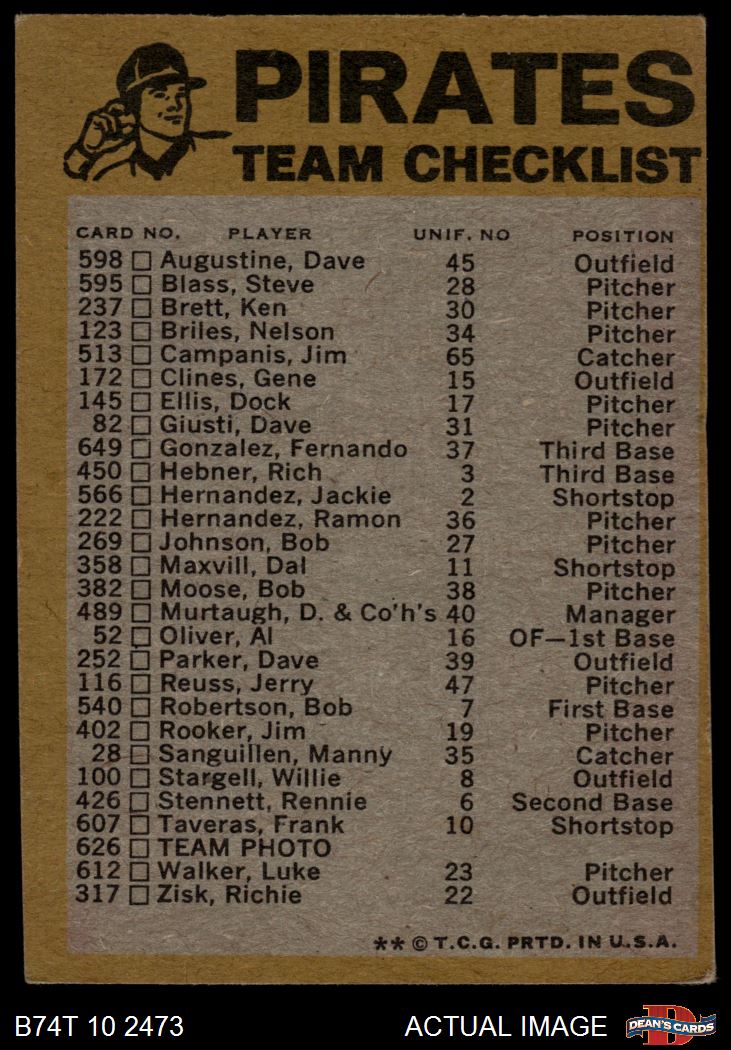 PIRATES
TEAM CHECKLIST
CARD NO. PLAYER UNIF. NO POSITION
598 □ Augustine, Dave 45 Outfield
595 □ Blass, Steve 28 Pitcher
237 □ Brett, Ken 30 Pitcher
123 □ Briles, Nelson 34 Pitcher
513 □ Campanis, Jim 65 Catcher
172 □ Clines, Gene 15 Outfield
145 □ Ellis, Dock 17 Pitcher
82 □ Giusti, Dave 31 Pitcher
649 □ Gonzalez, Fernando 37 Third Base
450 □ Hebner, Rich 3 Third Base
566 □ Hernandez, Jackie 2 Shortstop
222 □ Hernandez, Ramon 36 Pitcher
269 □ Johnson, Bob 27 Pitcher
358 □ Maxvill, Dal 11 Shortstop
382 □ Moose, Bob 38 Pitcher
489 □ Murtaugh, D. & Co'h's 40 Manager
52 □ Oliver, Al 16 OF—1st Base
252 □ Parker, Dave 39 Outfield
116 □ Reuss, Jerry 47 Pitcher
540 □ Robertson, Bob 7 First Base
402 □ Rooker, Jim 19 Pitcher
28 □ Sanguillen, Manny 35 Catcher
100 □ Stargell, Willie 8 Outfield
426 □ Stennett, Rennie 6 Second Base
607 □ Taveras, Frank 10 Shortstop
626 □ TEAM PHOTO
612 □ Walker, Luke 23 Pitcher
317 □ Zisk, Richie 22 Outfield
** © T.C.G. PRTD. IN U.S.A.
B74T 10 2473 ACTUAL IMAGE DEAN'S CARDS